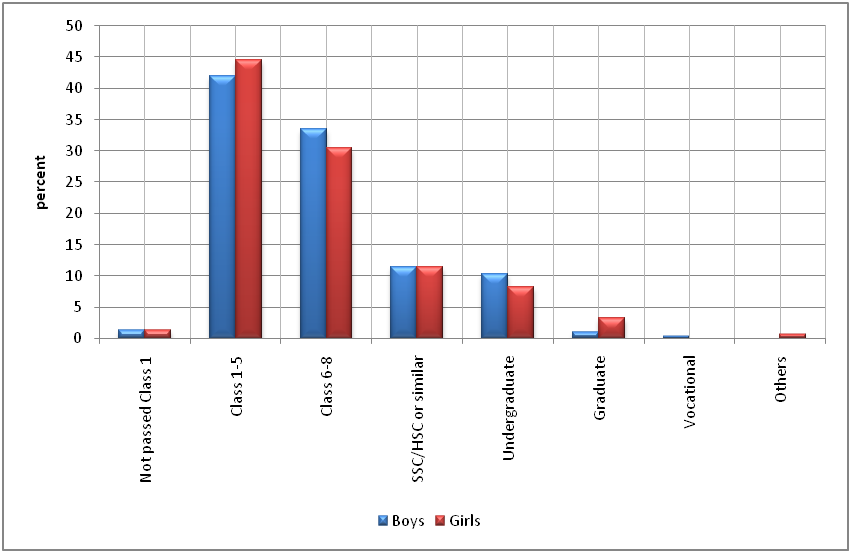 50
45
40
35
30
25
20
15
10
5
0
percent
Not passed Class 1
Class 1-5
Class 6-8
SSC/HSC or similar
Undergraduate
Graduate
Vocational
Others
Boys Girls